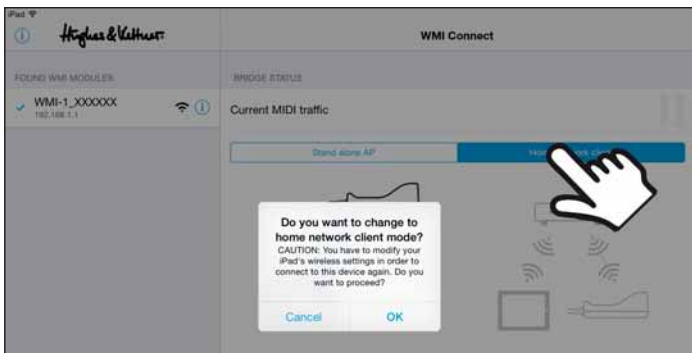 iPad
Hughes & Kettner
WMI Connect
FOUND WMI MODULES
BRIDGE STATUS
WMI-1_XXXXXX
192.168.1.1
Current MIDI traffic
Stand alone AP
Do you want to change to
home network client mode?
CAUTION: You have to modify your
iPad's wireless settings in order to
connect to this device again. Do you
want to proceed?
Cancel
OK